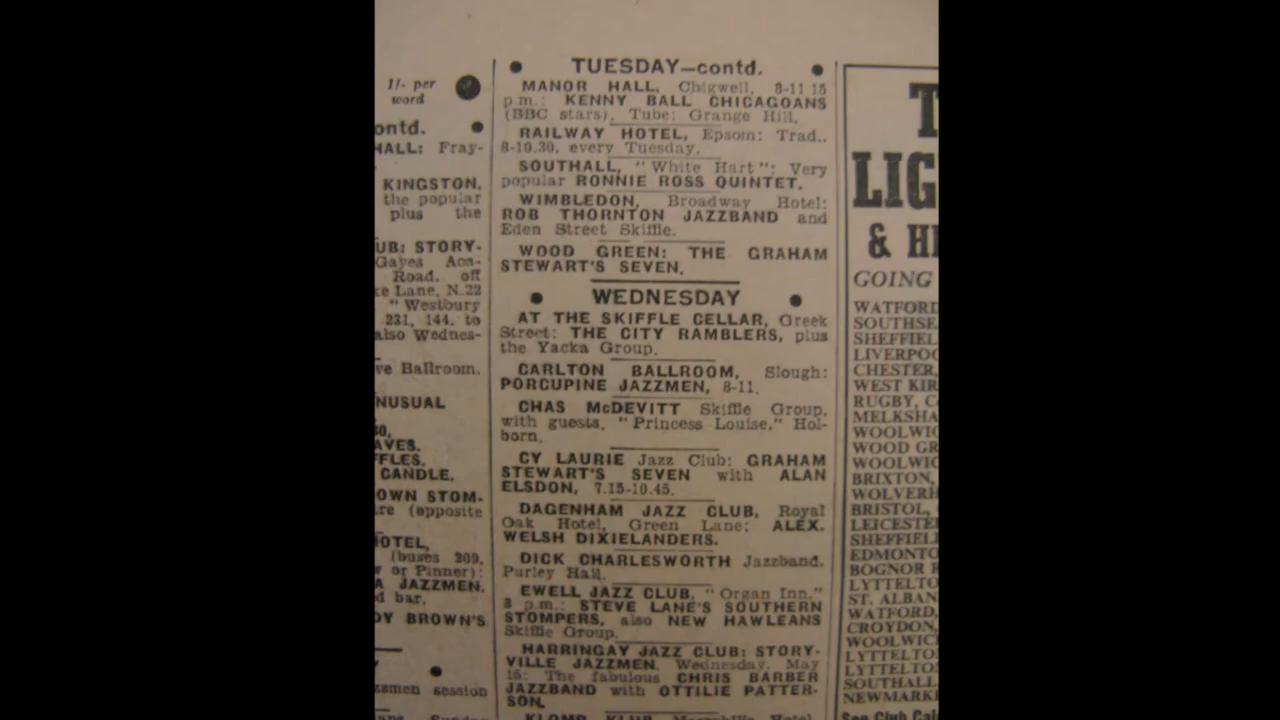 1/- per
word
ontd.
HALL: Fray-
KINGSTON,
the popular
plus the
UB: STORY-
Gayes Aca-
Road, off
ke Lane, N.22
"Westbury
231, 144, to
also Wednes-
ve Ballroom.
NUSUAL
AVES.
FFLES.
CANDLE.
OWN STOM-
re (opposite
OTEL,
(buses 209,
or Pinner):
A JAZZMEN.
d bar.
DY BROWN'S
zzmen session
TUESDAY—contd.
MANOR HALL, Chigwell, 8-11 15
p.m.: KENNY BALL CHICAGOANS
(BBC stars). Tube: Grange Hill.
RAILWAY HOTEL, Epsom: Trad.,
8-10.30, every Tuesday.
SOUTHALL, "White Hart": Very
popular RONNIE ROSS QUINTET.
WIMBLEDON, Broadway Hotel:
ROB THORNTON JAZZBAND and
Eden Street Skiffle.
WOOD GREEN: THE GRAHAM
STEWART'S SEVEN.
WEDNESDAY
AT THE SKIFFLE CELLAR, Greek
Street: THE CITY RAMBLERS, plus
the Yacka Group.
CARLTON BALLROOM, Slough:
PORCUPINE JAZZMEN, 8-11.
CHAS McDEVITT Skiffle Group,
with guests, "Princess Louise," Hol-
born.
CY LAURIE Jazz Club: GRAHAM
STEWART'S SEVEN with ALAN
ELSDON, 7.15-10.45.
DAGENHAM JAZZ CLUB, Royal
Oak Hotel, Green Lane: ALEX.
WELSH DIXIELANDERS.
DICK CHARLESWORTH Jazzband.
Purley Hall.
EWELL JAZZ CLUB, "Organ Inn,"
8 p.m.: STEVE LANE'S SOUTHERN
STOMPERS, also NEW HAWLEANS
Skiffle Group.
HARRINGAY JAZZ CLUB: STORY-
VILLE JAZZMEN. Wednesday, May
15: The fabulous CHRIS BARBER
JAZZBAND with OTTILIE PATTER-
SON.
T
LIG
& H
GOING
WATFORD
SOUTHSE
SHEFFIEL
LIVERPOO
CHESTER,
WEST KIR
RUGBY, C
MELKSHA
WOOLWIC
WOOD GR
WOOLWIC
BRIXTON,
WOLVERH
BRISTOL,
LEICESTE
SHEFFIEL
EDMONTO
BOGNOR R
LYTTELTO
ST. ALBAN
WATFORD,
CROYDON,
WOOLWIC
LYTTELTO
LYTTELTO
SOUTHALL
NEWMARK
See Club Cal